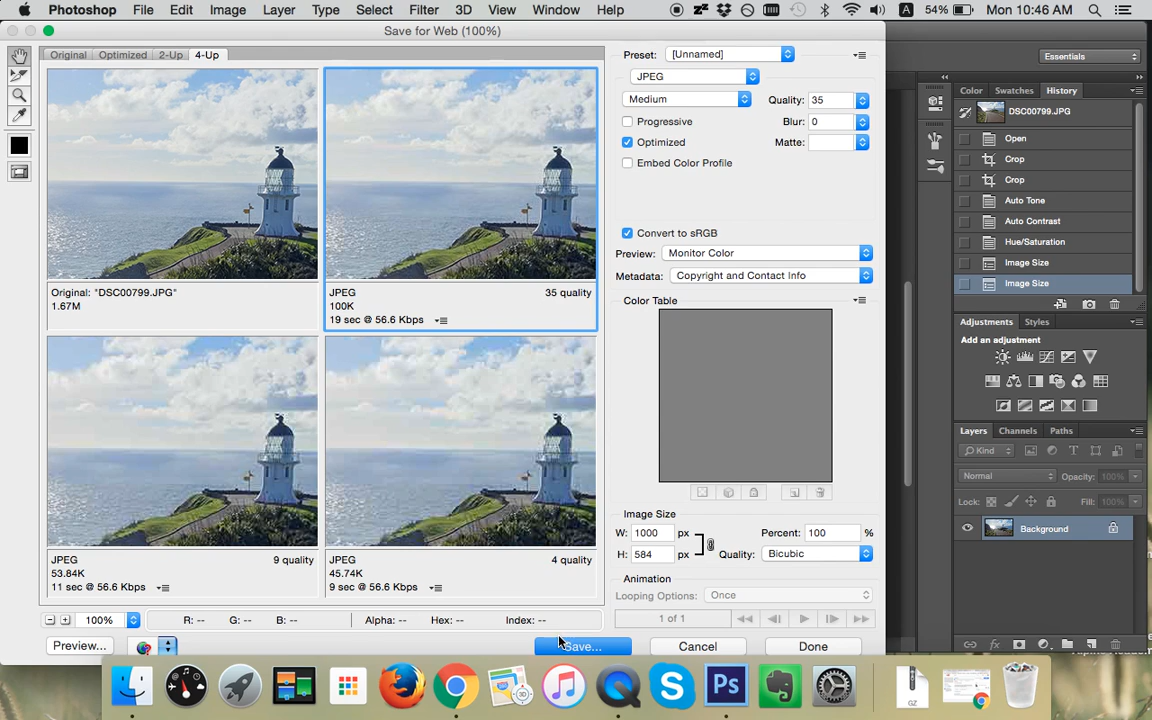 Photoshop File Edit Image Layer Type Select Filter 3D View Window Help 54% Mon 10:46 AM
Save for Web (100%)
Original Optimized 2-Up 4-Up
Original: "DSC00799.JPG"
1.67M
JPEG 35 quality
100K
19 sec @ 56.6 Kbps
JPEG 9 quality
53.84K
11 sec @ 56.6 Kbps
JPEG 4 quality
45.74K
9 sec @ 56.6 Kbps
100% R: -- G: -- B: -- Alpha: -- Hex: -- Index: --
Preview... Save... Cancel Done
Preset: [Unnamed]
JPEG
Medium Quality: 35
Progressive Blur: 0
Optimized Matte:
Embed Color Profile
Convert to sRGB
Preview: Monitor Color
Metadata: Copyright and Contact Info
Color Table
Image Size
W: 1000 px Percent: 100 %
H: 584 px Quality: Bicubic
Animation
Looping Options: Once
1 of 1
Essentials
Color Swatches History
DSC00799.JPG
Open
Crop
Crop
Auto Tone
Auto Contrast
Hue/Saturation
Image Size
Image Size
Adjustments Styles
Add an adjustment
Layers Channels Paths
Kind
Normal Opacity: 100%
Lock: Fill: 100%
Background
Ps
GZ